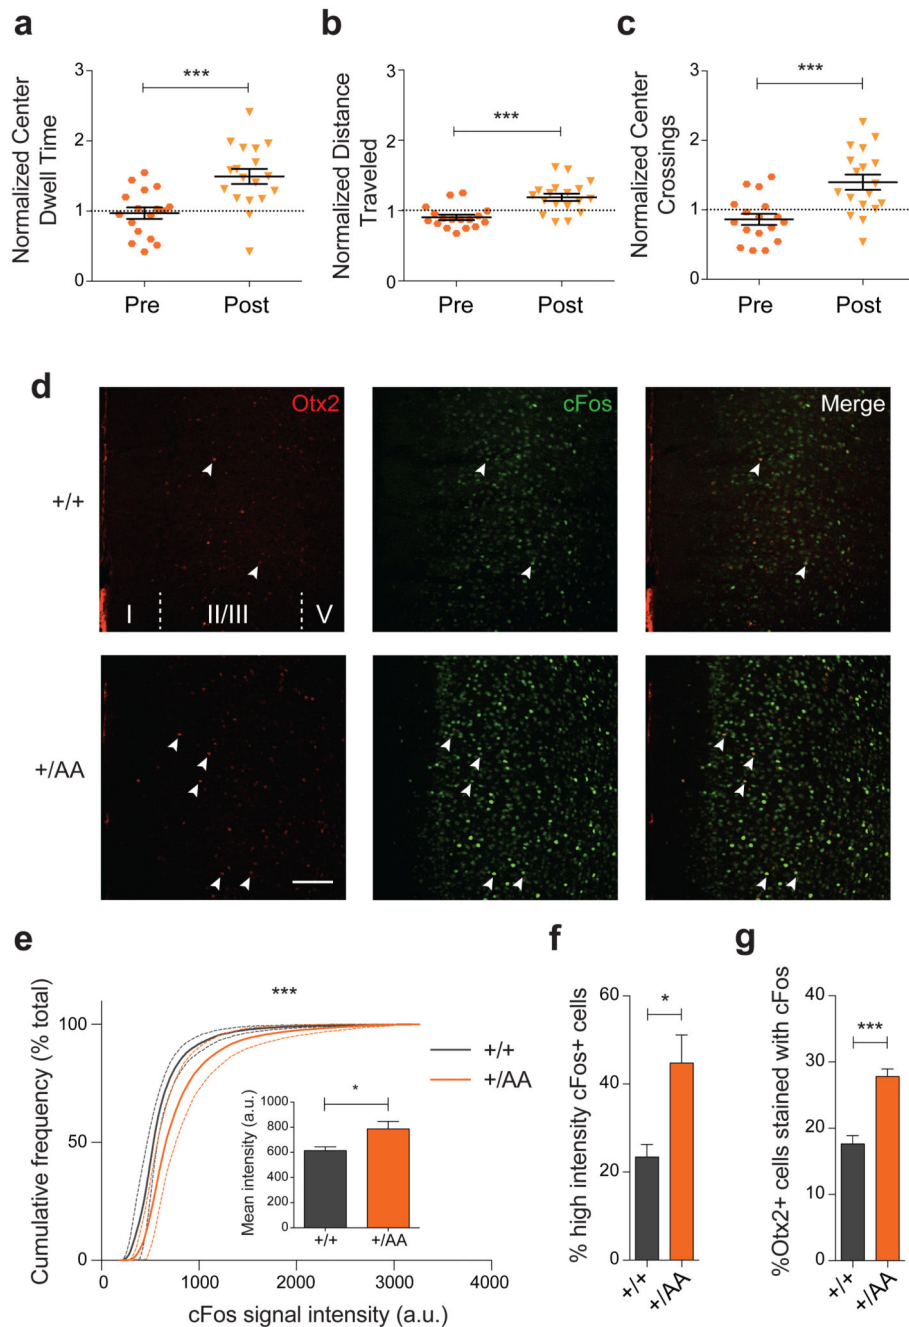 a
b
c
Normalized Center
Dwell Time
3
2
1
0
***
Pre
Post
Normalized Distance
Traveled
3
2
1
0
***
Pre
Post
Normalized Center
Crossings
3
2
1
0
***
Pre
Post
d
Otx2
cFos
Merge
+/+
I
II/III
V
+/AA
e
Cumulative frequency (% total)
100
50
0
***
+/+
+/AA
Mean intensity (a.u.)
1000
800
600
400
200
0
*
+/+
+/AA
0
1000
2000
3000
4000
cFos signal intensity (a.u.)
f
% high intensity cFos+ cells
60
40
20
0
*
+/+
+/AA
g
%Otx2+ cells stained with cFos
40
30
20
10
0
***
+/+
+/AA